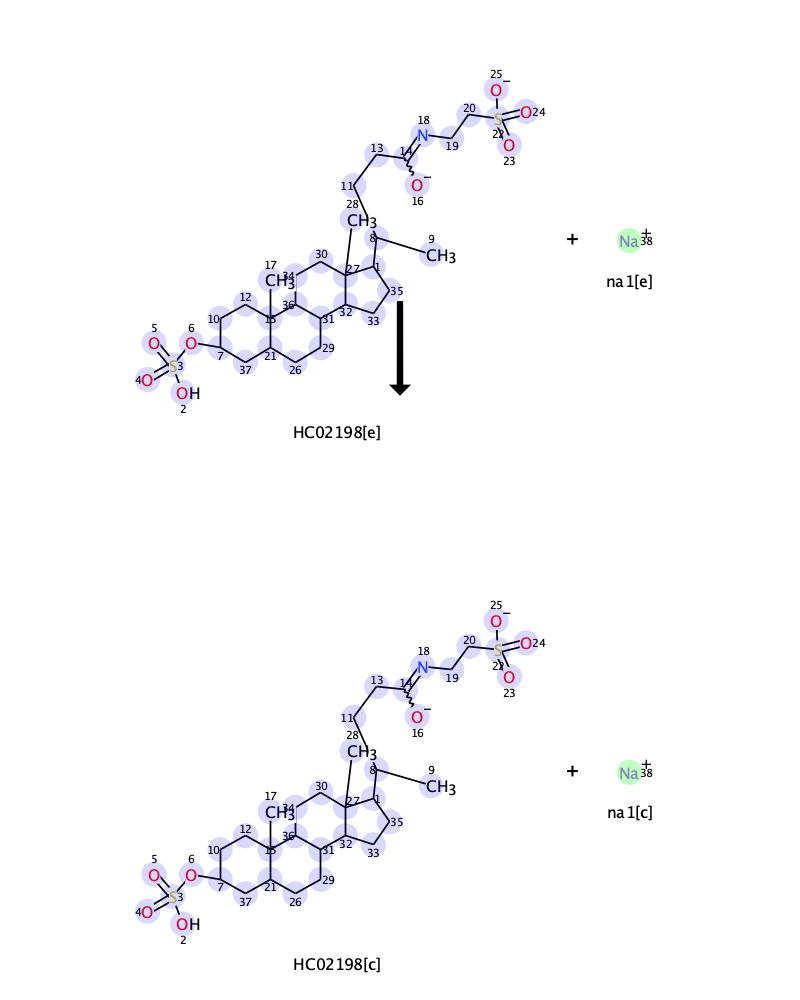 25
O−
20
24
O
18
S
N
22
O
13
14
19
23
11
O−
16
28
CH3
8
9
CH3
+
Na+
38
na1[e]
17
30
27
1
CH3
34
35
12
36
10
15
31
32
33
5
6
O
O
7
21
29
3
S
37
26
4
O
OH
2
HC02198[e]
25
O−
20
24
O
18
S
N
22
O
13
14
19
23
11
O−
16
28
CH3
8
9
CH3
+
Na+
38
na1[c]
17
30
27
1
CH3
34
35
12
36
10
15
31
32
33
5
6
O
O
7
21
29
3
S
37
26
4
O
OH
2
HC02198[c]